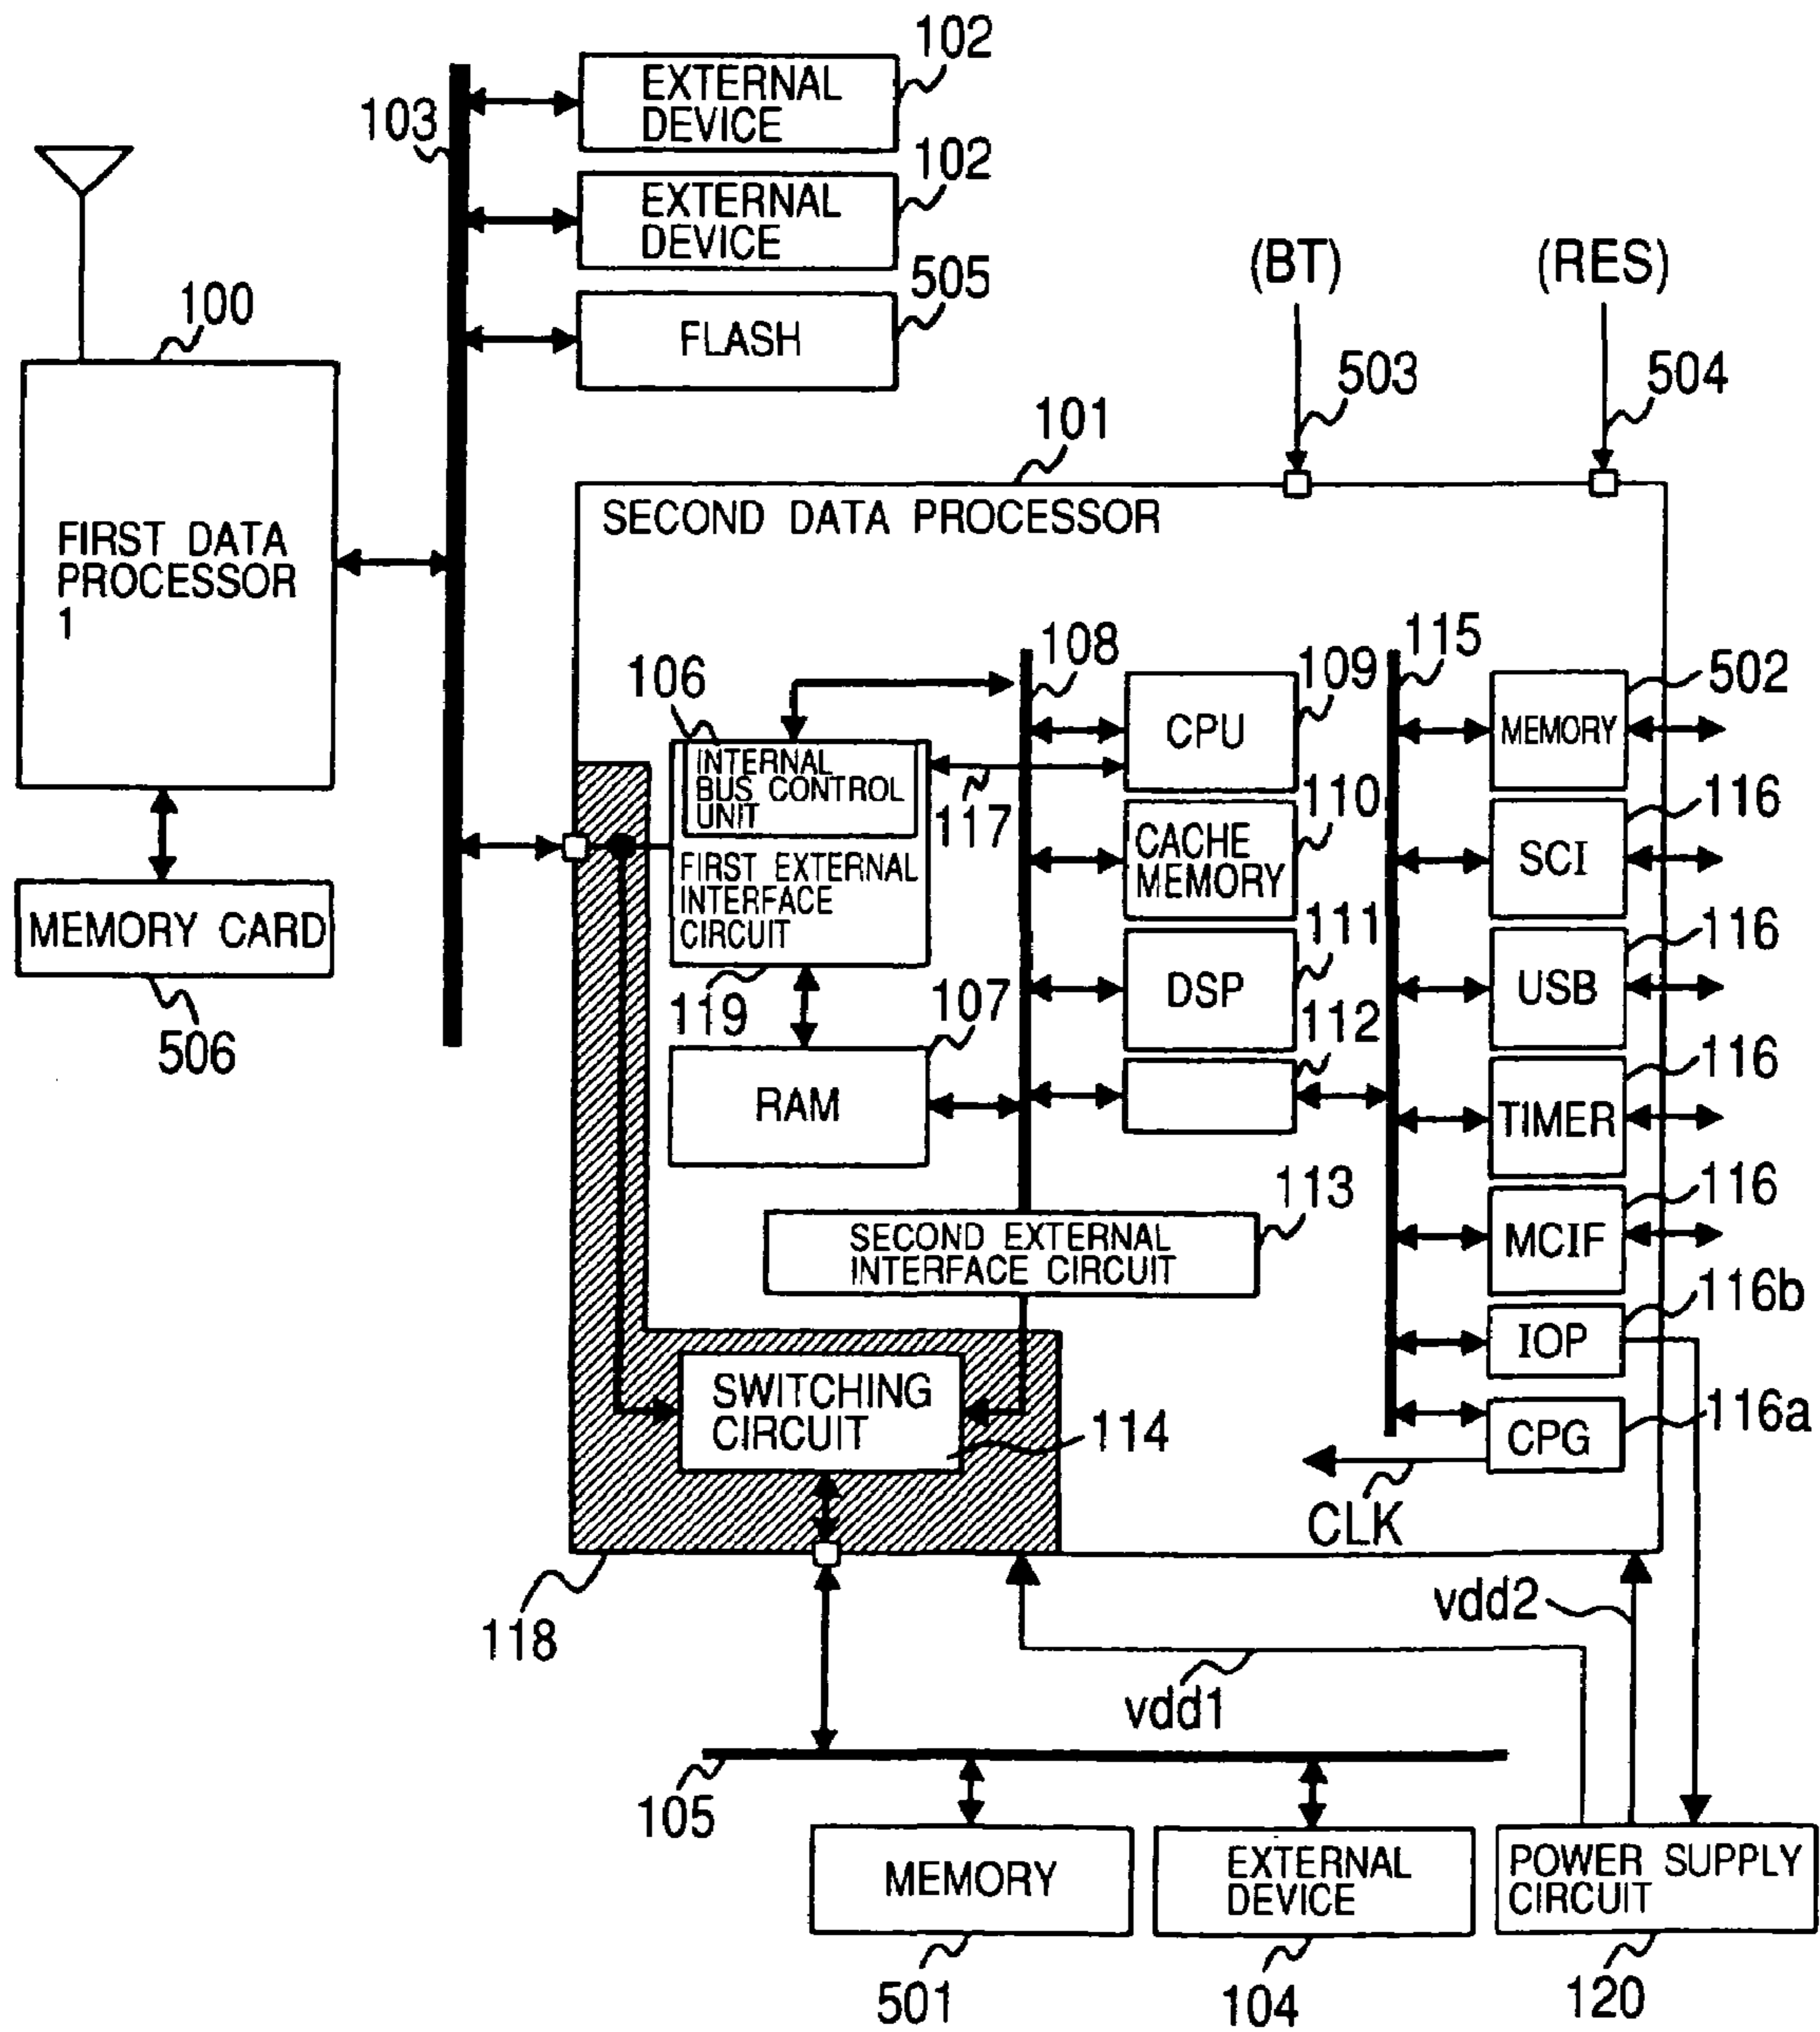 102
EXTERNAL
DEVICE
103
102
EXTERNAL
DEVICE
505
FLASH
(BT)
(RES)
100
503
504
FIRST DATA
PROCESSOR
1
101
SECOND DATA PROCESSOR
MEMORY CARD
506
106
INTERNAL
BUS CONTROL
UNIT
FIRST EXTERNAL
INTERFACE
CIRCUIT
119
117
107
RAM
108
CPU
109
CACHE
MEMORY
110
DSP
111
112
115
MEMORY
502
SCI
116
USB
116
TIMER
116
MCIF
116
IOP
116b
CPG
116a
CLK
SECOND EXTERNAL
INTERFACE CIRCUIT
113
SWITCHING
CIRCUIT
114
118
vdd2
vdd1
105
MEMORY
501
EXTERNAL
DEVICE
104
POWER SUPPLY
CIRCUIT
120